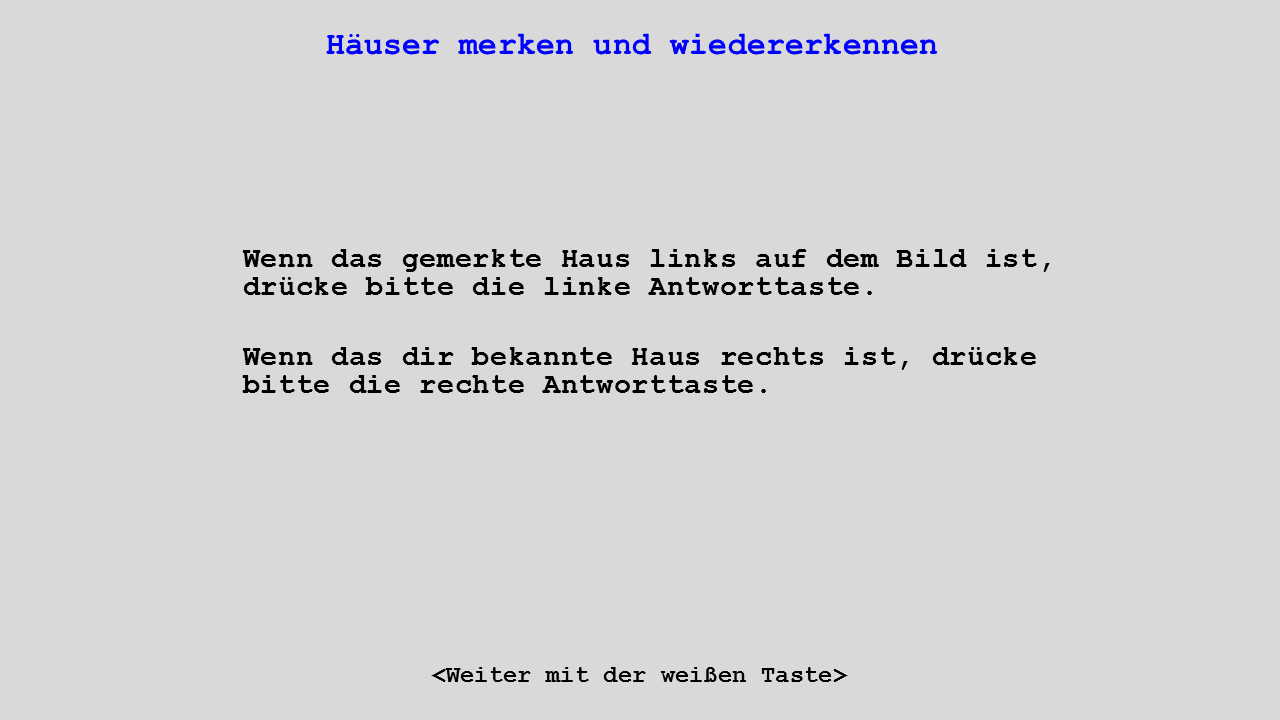 Häuser merken und wiedererkennen
Wenn das gemerkte Haus links auf dem Bild ist,
drücke bitte die linke Antworttaste.
Wenn das dir bekannte Haus rechts ist, drücke
bitte die rechte Antworttaste.
<Weiter mit der weißen Taste>